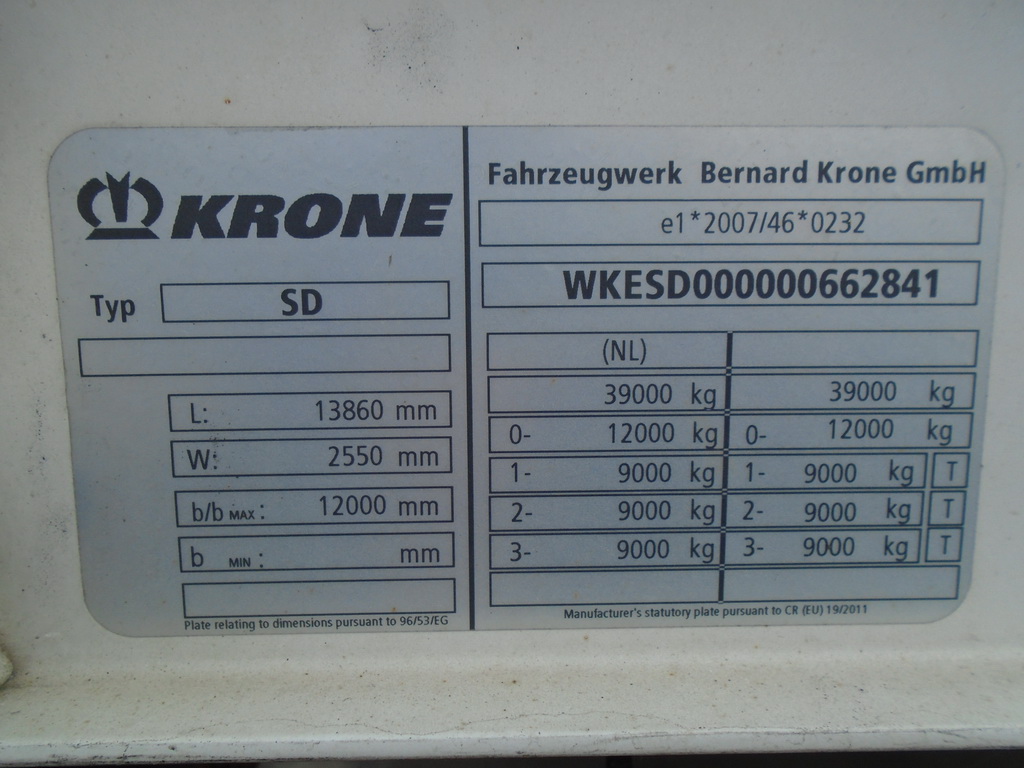 KRONE
Typ SD
L: 13860 mm
W: 2550 mm
b/b MAX : 12000 mm
b MIN : mm
Plate relating to dimensions pursuant to 96/53/EG
Fahrzeugwerk Bernard Krone GmbH
e1*2007/46*0232
WKESD000000662841
(NL)
39000 kg 39000 kg
0- 12000 kg 0- 12000 kg
1- 9000 kg 1- 9000 kg T
2- 9000 kg 2- 9000 kg T
3- 9000 kg 3- 9000 kg T
Manufacturer's statutory plate pursuant to CR (EU) 19/2011